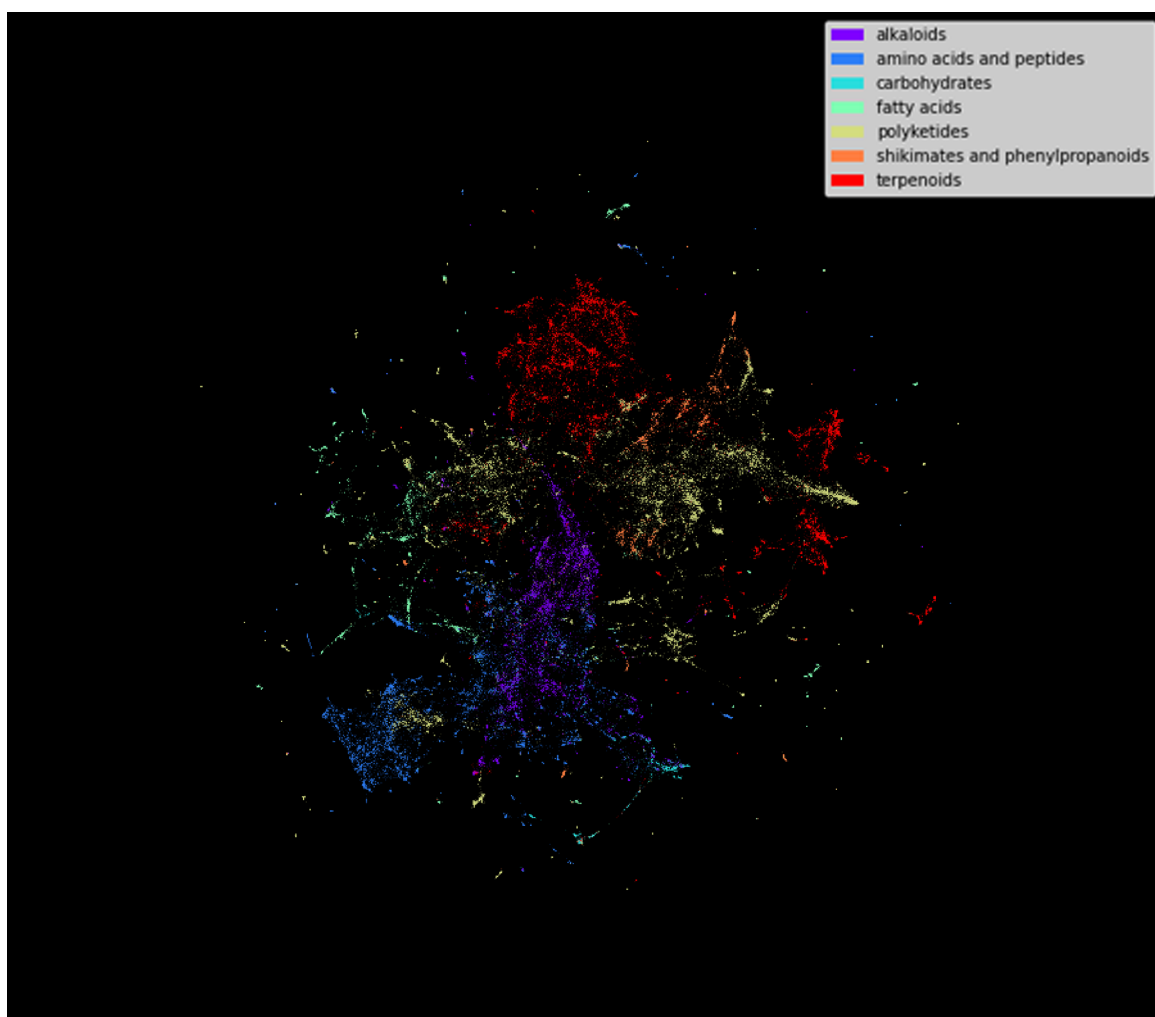 alkaloids
amino acids and peptides
carbohydrates
fatty acids
polyketides
shikimates and phenylpropanoids
terpenoids